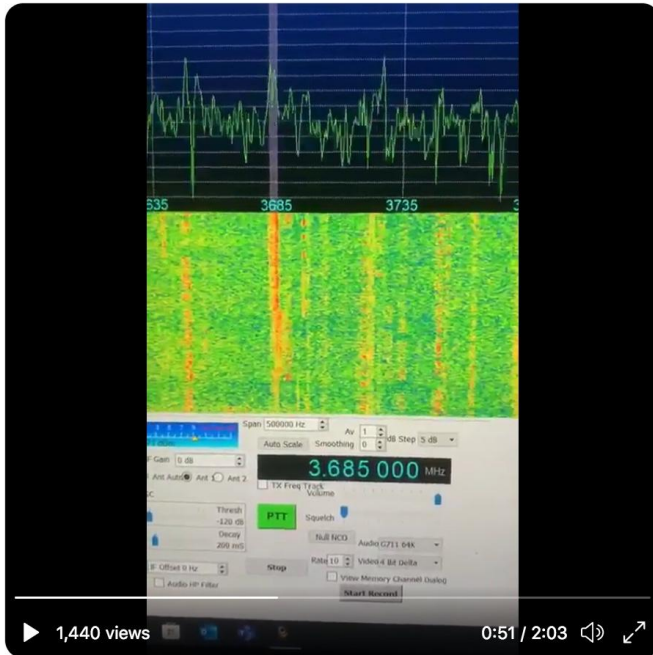 635 3685 3735 3
Span 500000 Hz
Av 1 dB Step 5 dB
Auto Scale Smoothing 0
3.685 000 MHz
F Gain 0 dB
Ant Auto Ant 1 Ant 2
TX Freq Track
Volume
Thresh
-120 dB
PTT Squelch
Decay
200 mS
Null NCO Audio G711 64K
IF Offset 0 Hz Stop Rate 10 Video 4 Bit Delta
Audio HP Filter View Memory Channel Dialog
Start Record
1,440 views 0:51 / 2:03